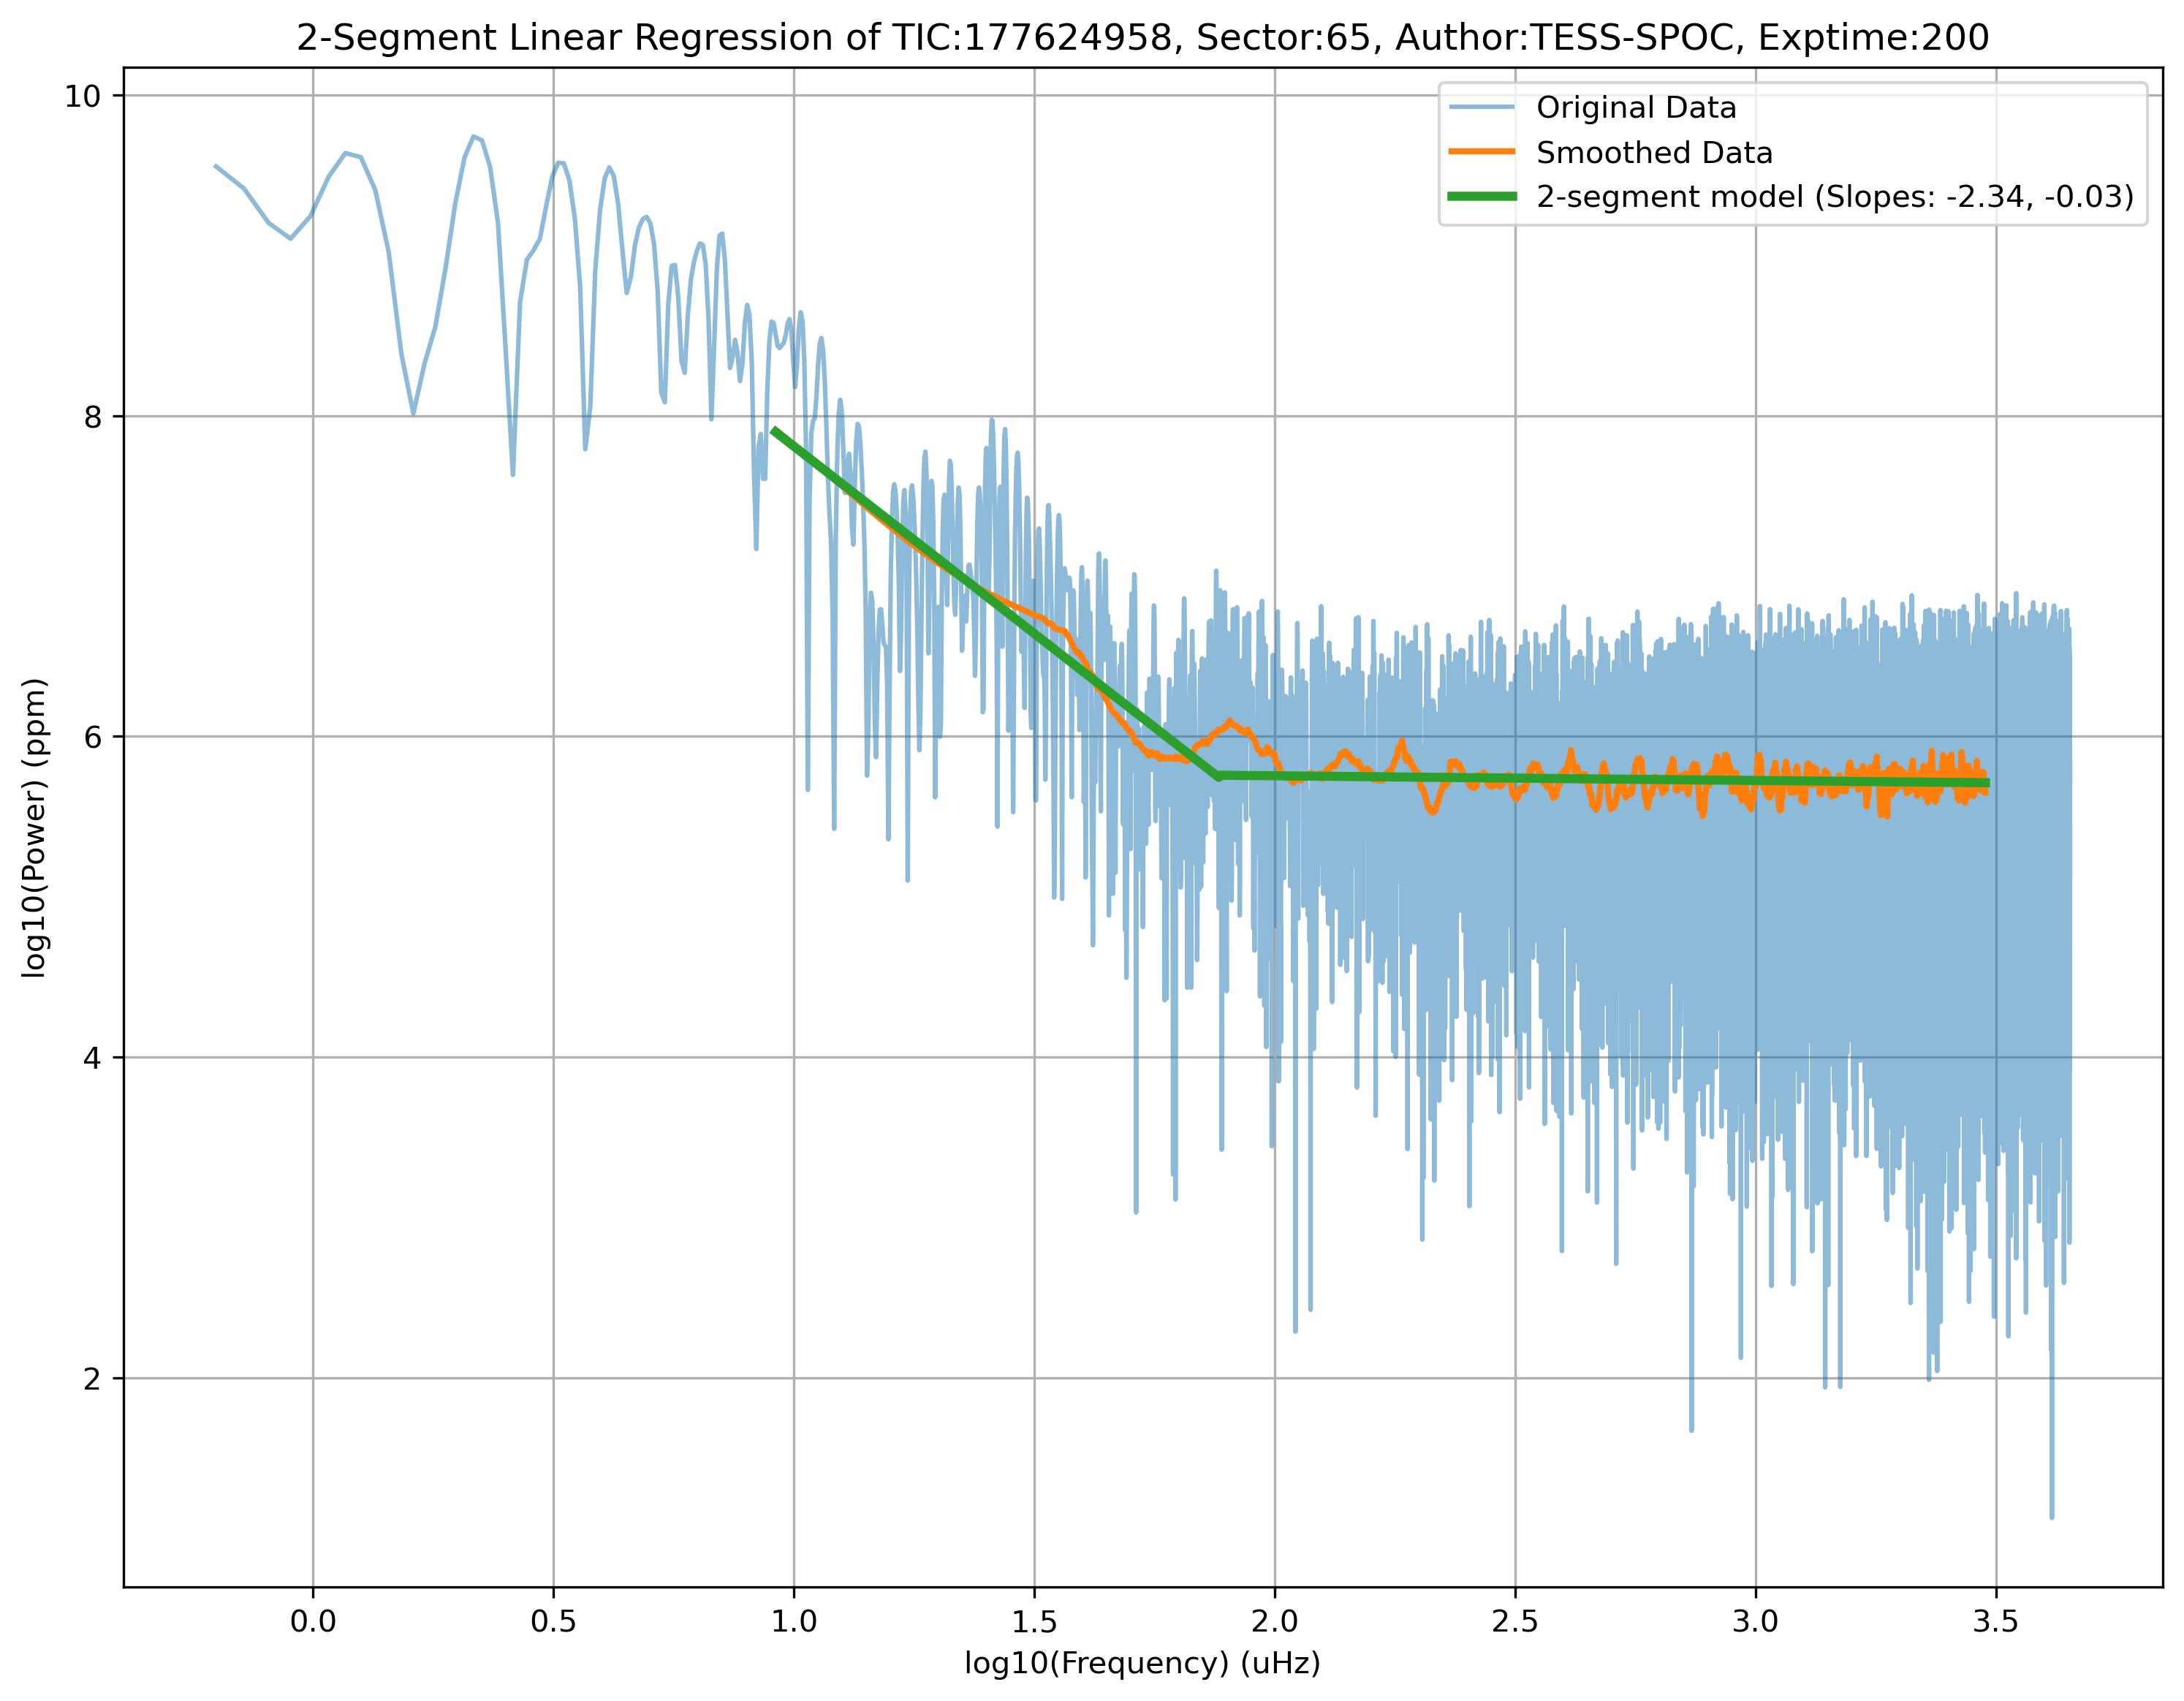 2-Segment Linear Regression of TIC:177624958, Sector:65, Author:TESS-SPOC, Exptime:200
Original Data
Smoothed Data
2-segment model (Slopes: -2.34, -0.03)
10
8
6
4
2
log10(Power) (ppm)
0.0 0.5 1.0 1.5 2.0 2.5 3.0 3.5
log10(Frequency) (uHz)